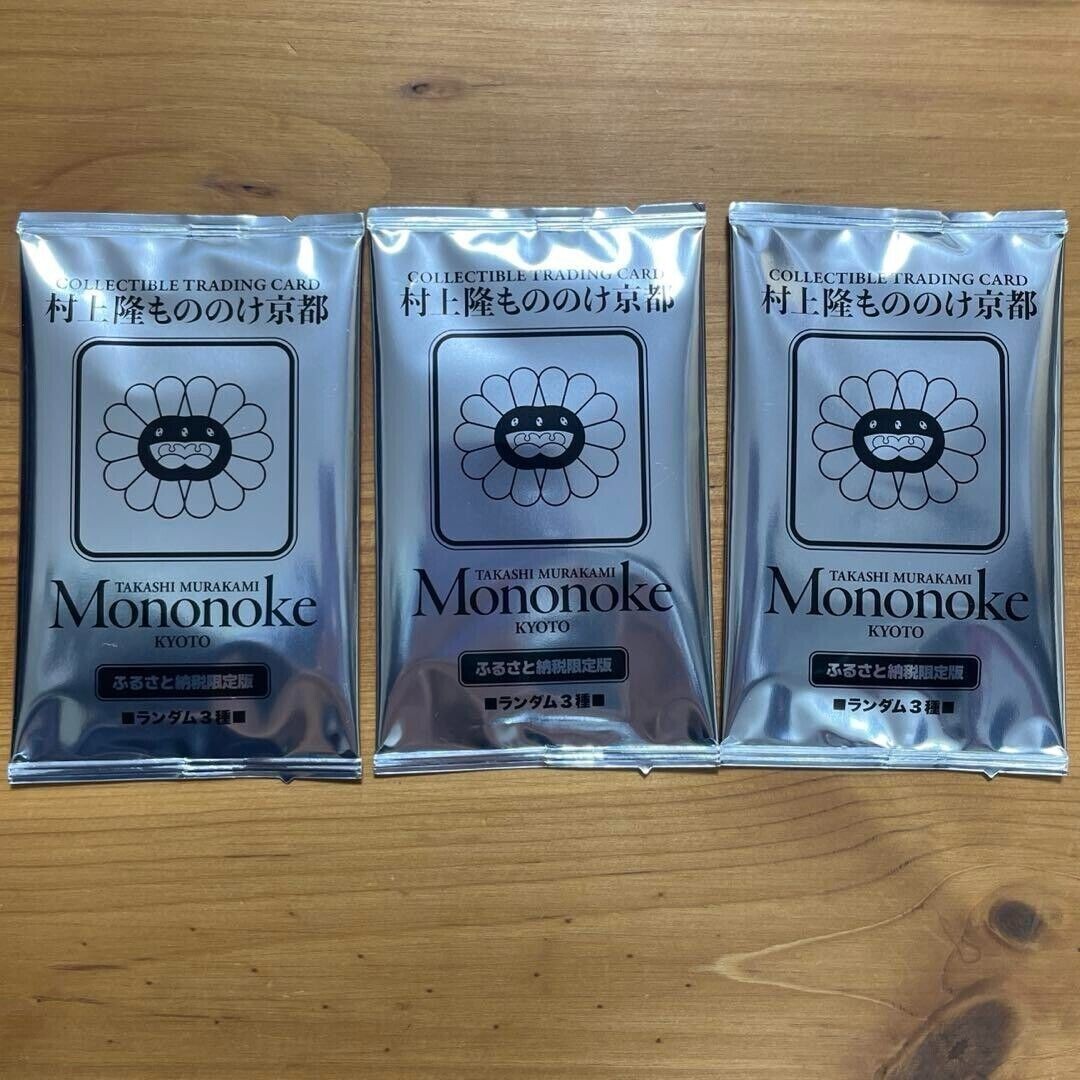 COLLECTIBLE TRADING CARD
村上隆もののけ京都
TAKASHI MURAKAMI
Mononoke
KYOTO
ふるさと納税限定版
■ランダム3種■
COLLECTIBLE TRADING CARD
村上隆もののけ京都
TAKASHI MURAKAMI
Mononoke
KYOTO
ふるさと納税限定版
■ランダム3種■
COLLECTIBLE TRADING CARD
村上隆もののけ京都
TAKASHI MURAKAMI
Mononoke
KYOTO
ふるさと納税限定版
■ランダム3種■